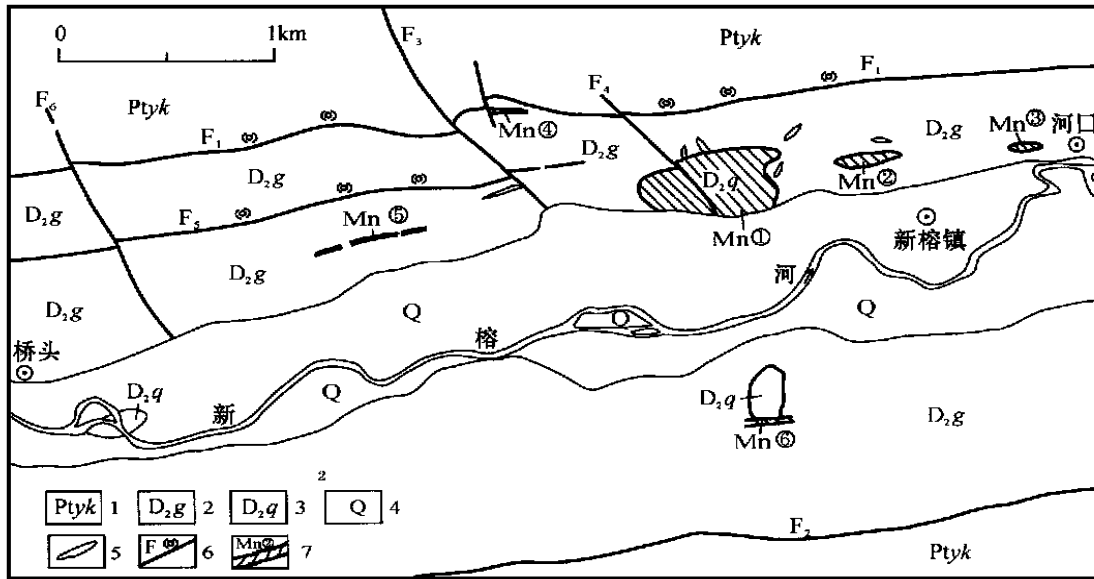 0 1km
F₃
Ptyk
F₁
F₆
Ptyk
F₄
Mn④
D₂g
Mn③
河口
F₁
D₂g
D₂g
D₂q
Mn②
D₂g
F₅
Mn⑤
Mn①
新榕镇
D₂g
河
D₂g
Q
Q
Q
桥头
榕
D₂q
新
Q
D₂q
D₂g
Mn⑥
2
Ptyk 1 D₂g 2 D₂q 3 Q 4
F₂
5 F 6 Mn② 7
Ptyk